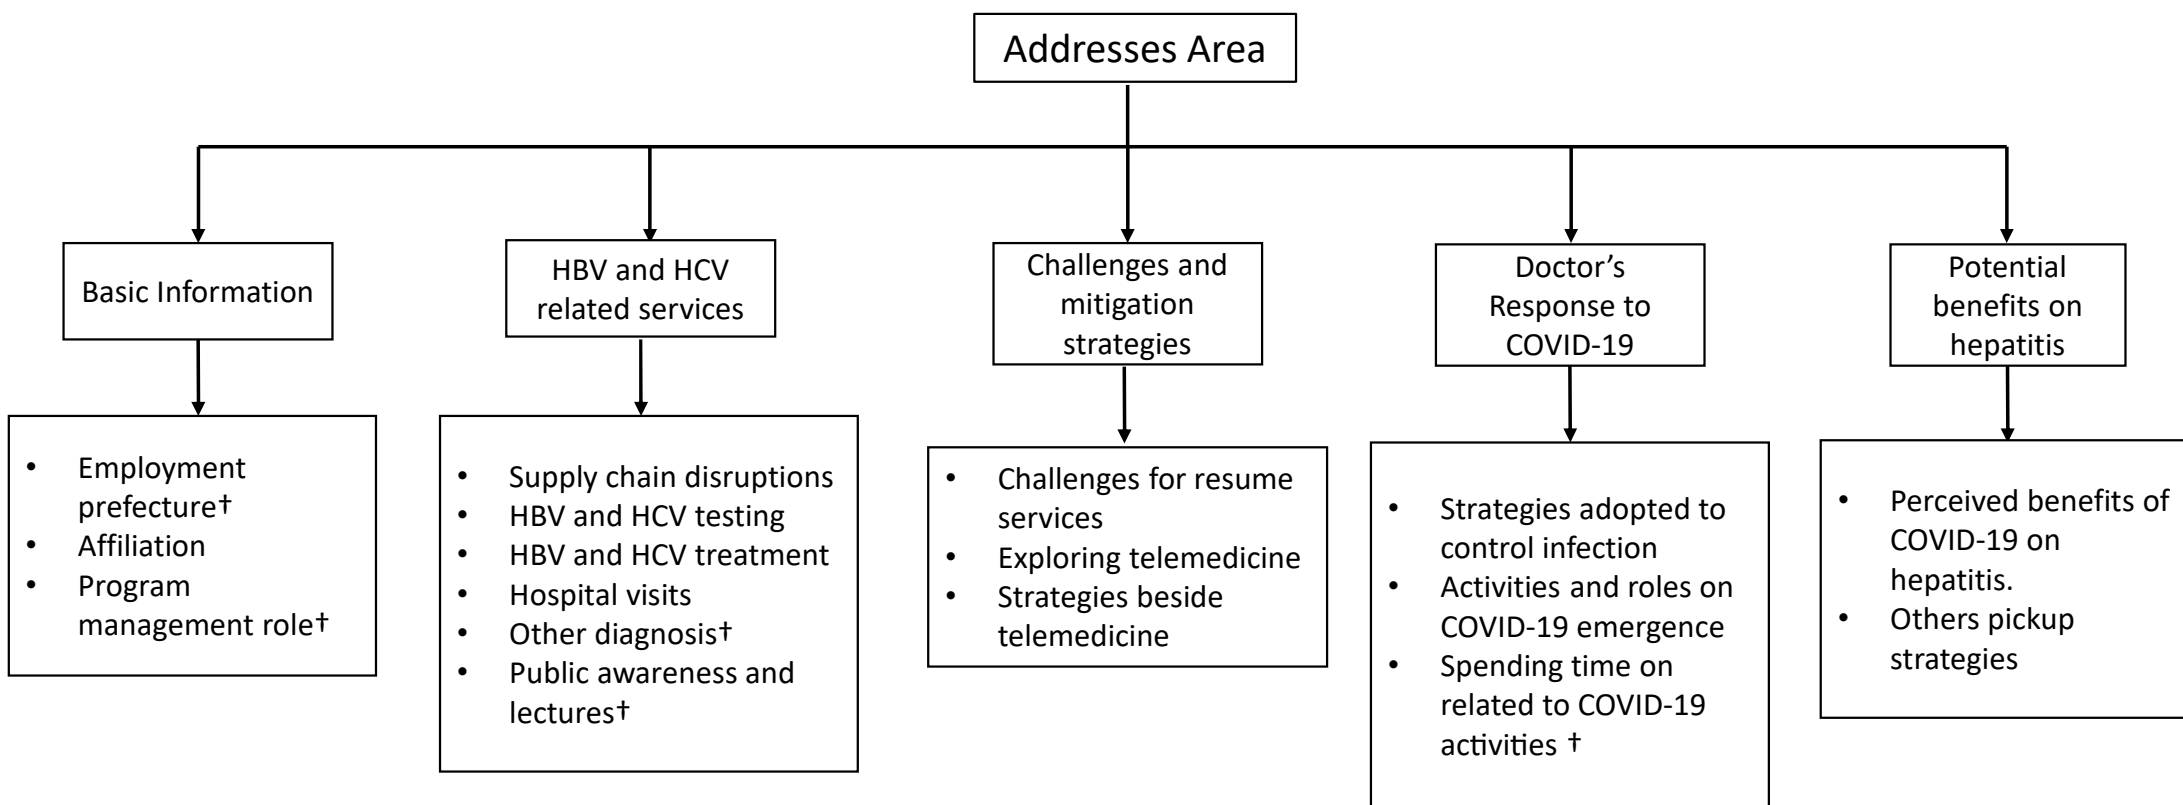 Addresses Area
Basic Information
HBV and HCV
related services
Challenges and
mitigation
strategies
Doctor’s
Response to
COVID-19
Potential
benefits on
hepatitis
• Employment
prefecture†
• Affiliation
• Program
management role†
• Supply chain disruptions
• HBV and HCV testing
• HBV and HCV treatment
• Hospital visits
• Other diagnosis†
• Public awareness and
lectures†
• Challenges for resume
services
• Exploring telemedicine
• Strategies beside
telemedicine
• Strategies adopted to
control infection
• Activities and roles on
COVID-19 emergence
• Spending time on
related to COVID-19
activities †
• Perceived benefits of
COVID-19 on
hepatitis.
• Others pickup
strategies